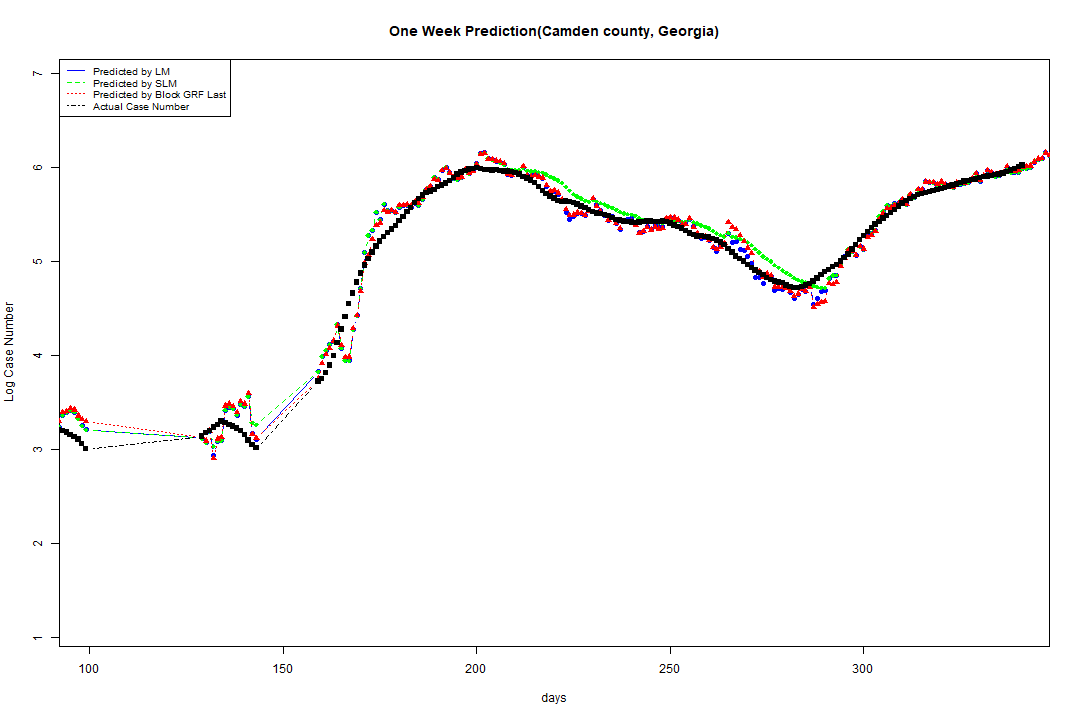 One Week Prediction(Camden county, Georgia)
Predicted by LM
Predicted by SLM
Predicted by Block GRF Last
Actual Case Number
7
6
5
4
3
2
1
Log Case Number
100 150 200 250 300
days